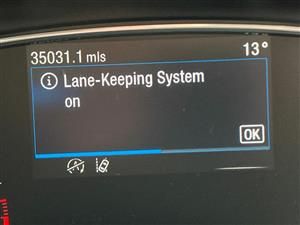 35031.1 mls 13°
Lane-Keeping System
on
OK